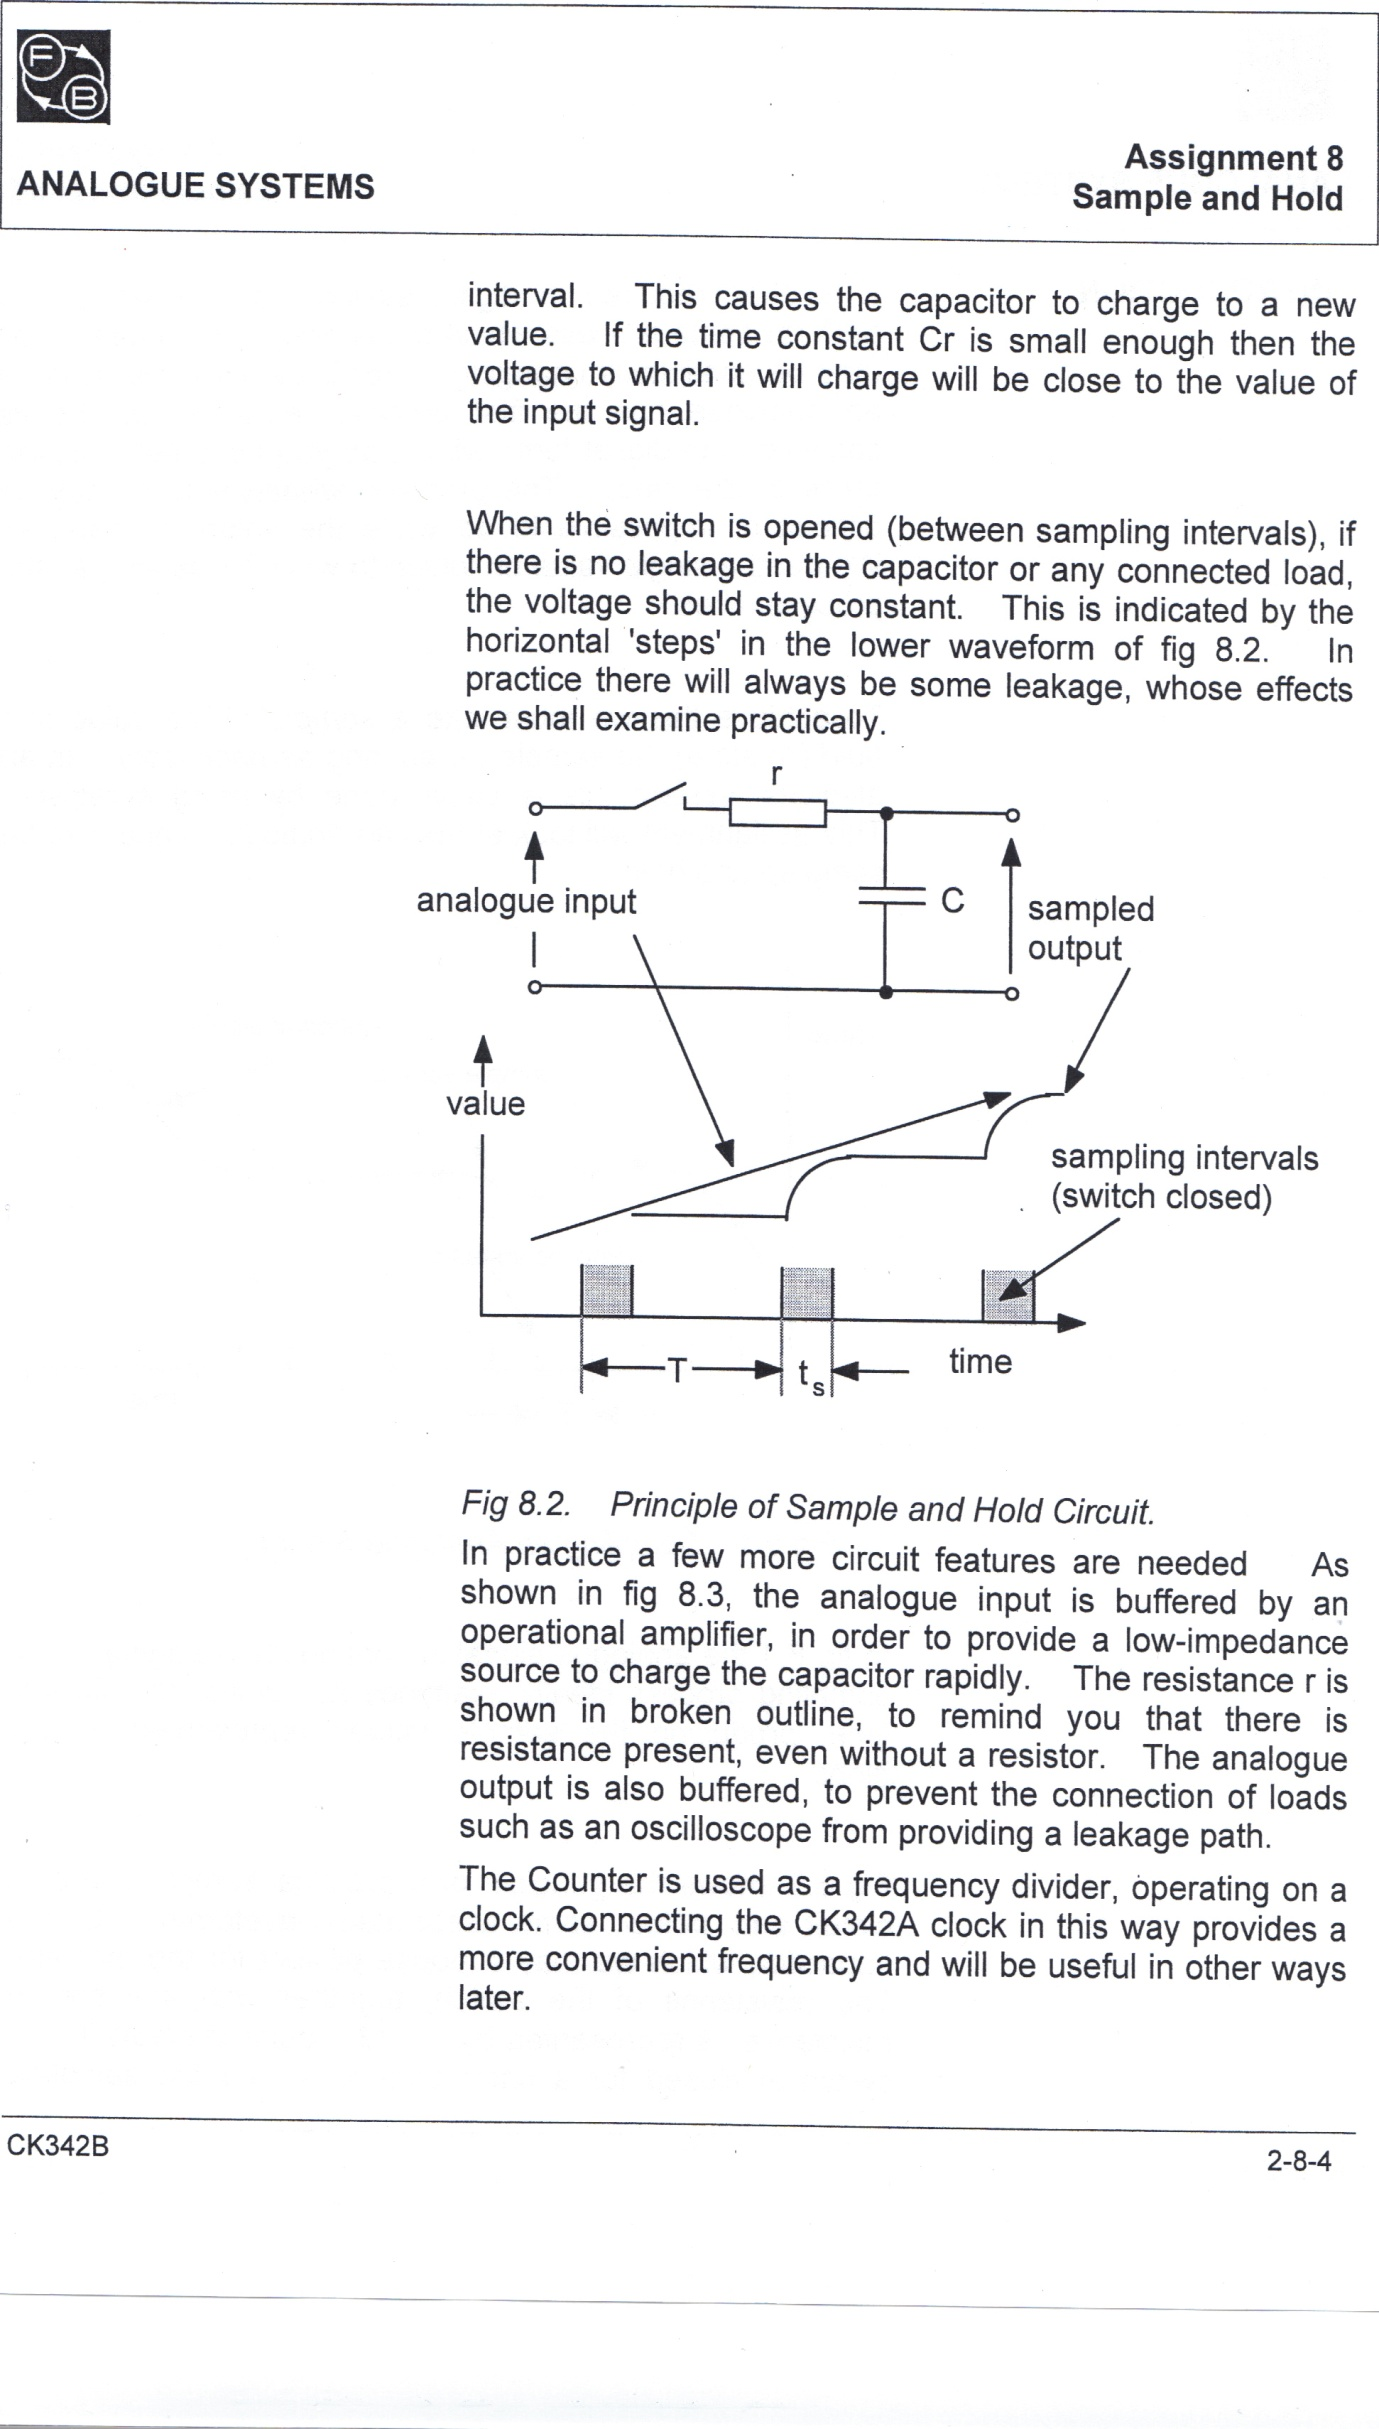 F
B
ANALOGUE SYSTEMS
Assignment 8
Sample and Hold
interval. This causes the capacitor to charge to a new
value. If the time constant Cr is small enough then the
voltage to which it will charge will be close to the value of
the input signal.
When the switch is opened (between sampling intervals), if
there is no leakage in the capacitor or any connected load,
the voltage should stay constant. This is indicated by the
horizontal 'steps' in the lower waveform of fig 8.2. In
practice there will always be some leakage, whose effects
we shall examine practically.
r
analogue input
C
sampled
output
value
sampling intervals
(switch closed)
T
ts
time
Fig 8.2. Principle of Sample and Hold Circuit.
In practice a few more circuit features are needed As
shown in fig 8.3, the analogue input is buffered by an
operational amplifier, in order to provide a low-impedance
source to charge the capacitor rapidly. The resistance r is
shown in broken outline, to remind you that there is
resistance present, even without a resistor. The analogue
output is also buffered, to prevent the connection of loads
such as an oscilloscope from providing a leakage path.
The Counter is used as a frequency divider, operating on a
clock. Connecting the CK342A clock in this way provides a
more convenient frequency and will be useful in other ways
later.
CK342B
2-8-4